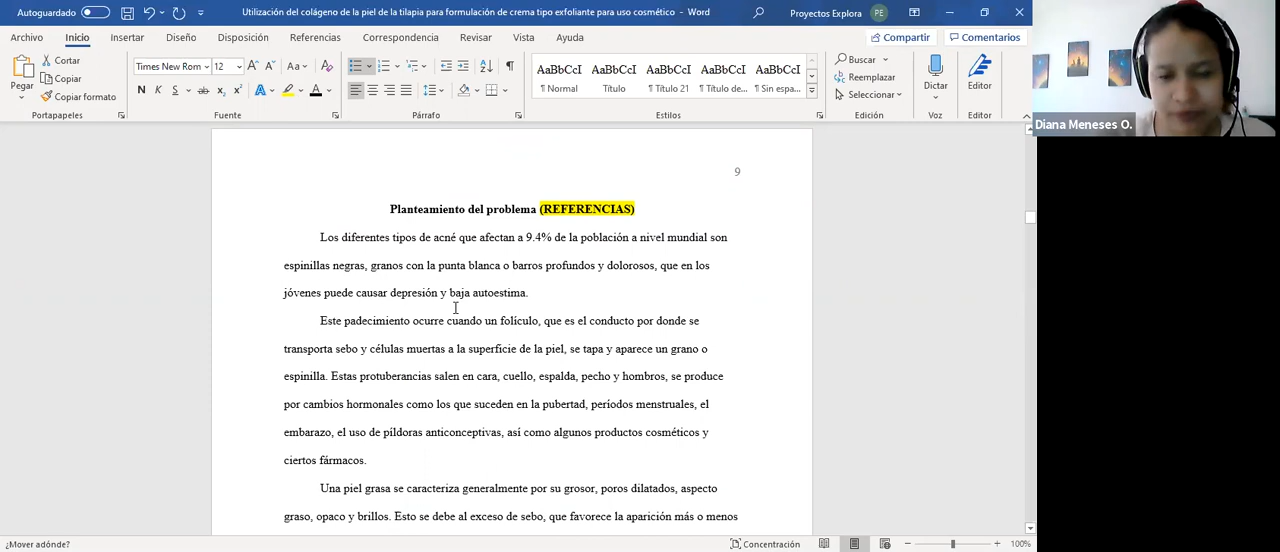 Autoguardado
Utilización del colágeno de la piel de la tilapia para formulación de crema tipo exfoliante para uso cosmético - Word
Proyectos Explora
PE
Archivo Inicio Insertar Diseño Disposición Referencias Correspondencia Revisar Vista Ayuda
Compartir Comentarios
Pegar
Cortar
Copiar
Copiar formato
Portapapeles
Times New Rom 12
N K S ab x₂ x²
Fuente
Párrafo
AaBbCcI AaBbCcI AaBbCcI AaBbCcI AaBbCcI
¶ Normal Título ¶ Título 21 ¶ Título de... ¶ Sin espa...
Estilos
Buscar
Reemplazar
Seleccionar
Edición
Dictar
Voz
Editor
Editor
Diana Meneses O.
9
Planteamiento del problema (REFERENCIAS)
Los diferentes tipos de acné que afectan a 9.4% de la población a nivel mundial son
espinillas negras, granos con la punta blanca o barros profundos y dolorosos, que en los
jóvenes puede causar depresión y baja autoestima.
Este padecimiento ocurre cuando un folículo, que es el conducto por donde se
transporta sebo y células muertas a la superficie de la piel, se tapa y aparece un grano o
espinilla. Estas protuberancias salen en cara, cuello, espalda, pecho y hombros, se produce
por cambios hormonales como los que suceden en la pubertad, períodos menstruales, el
embarazo, el uso de píldoras anticonceptivas, así como algunos productos cosméticos y
ciertos fármacos.
Una piel grasa se caracteriza generalmente por su grosor, poros dilatados, aspecto
graso, opaco y brillos. Esto se debe al exceso de sebo, que favorece la aparición más o menos
¿Mover adónde?
Concentración
100%